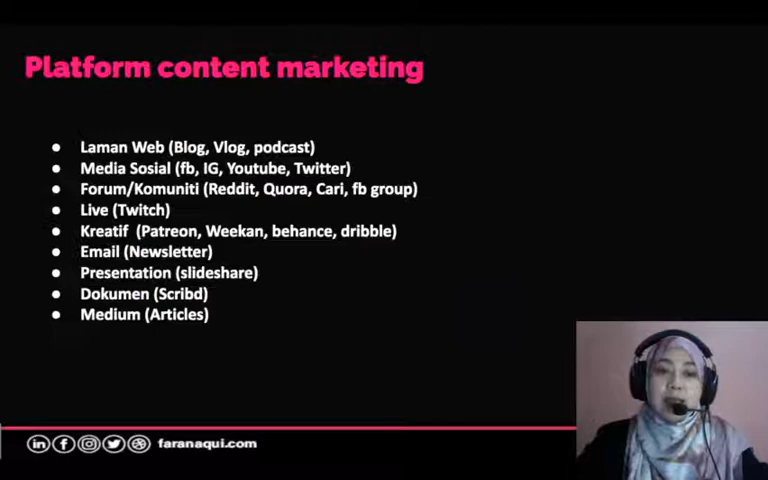 Platform content marketing
● Laman Web (Blog, Vlog, podcast)
● Media Sosial (fb, IG, Youtube, Twitter)
● Forum/Komuniti (Reddit, Quora, Cari, fb group)
● Live (Twitch)
● Kreatif (Patreon, Weekan, behance, dribble)
● Email (Newsletter)
● Presentation (slideshare)
● Dokumen (Scribd)
● Medium (Articles)
faranaqui.com